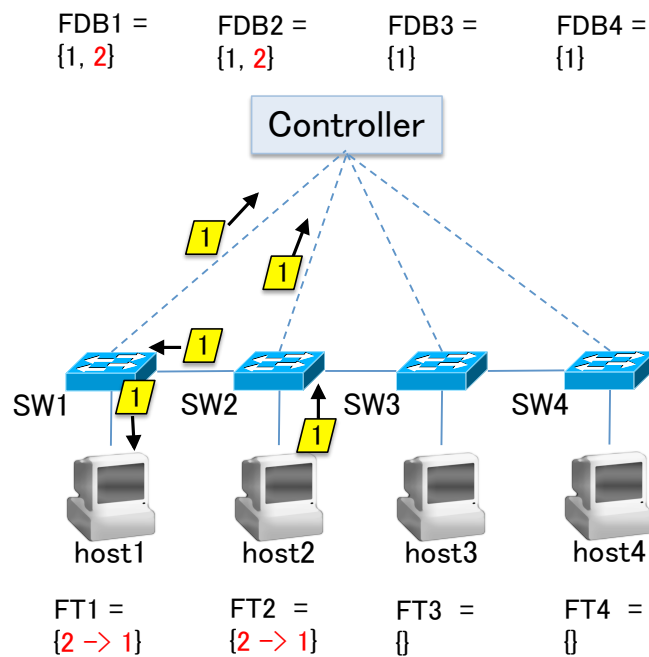 FDB1 =
{1, 2}
FDB2 =
{1, 2}
FDB3 =
{1}
FDB4 =
{1}
Controller
1
1
1
1
1
SW1
SW2
SW3
SW4
host1
host2
host3
host4
FT1 =
{2 -> 1}
FT2 =
{2 -> 1}
FT3 =
{}
FT4 =
{}